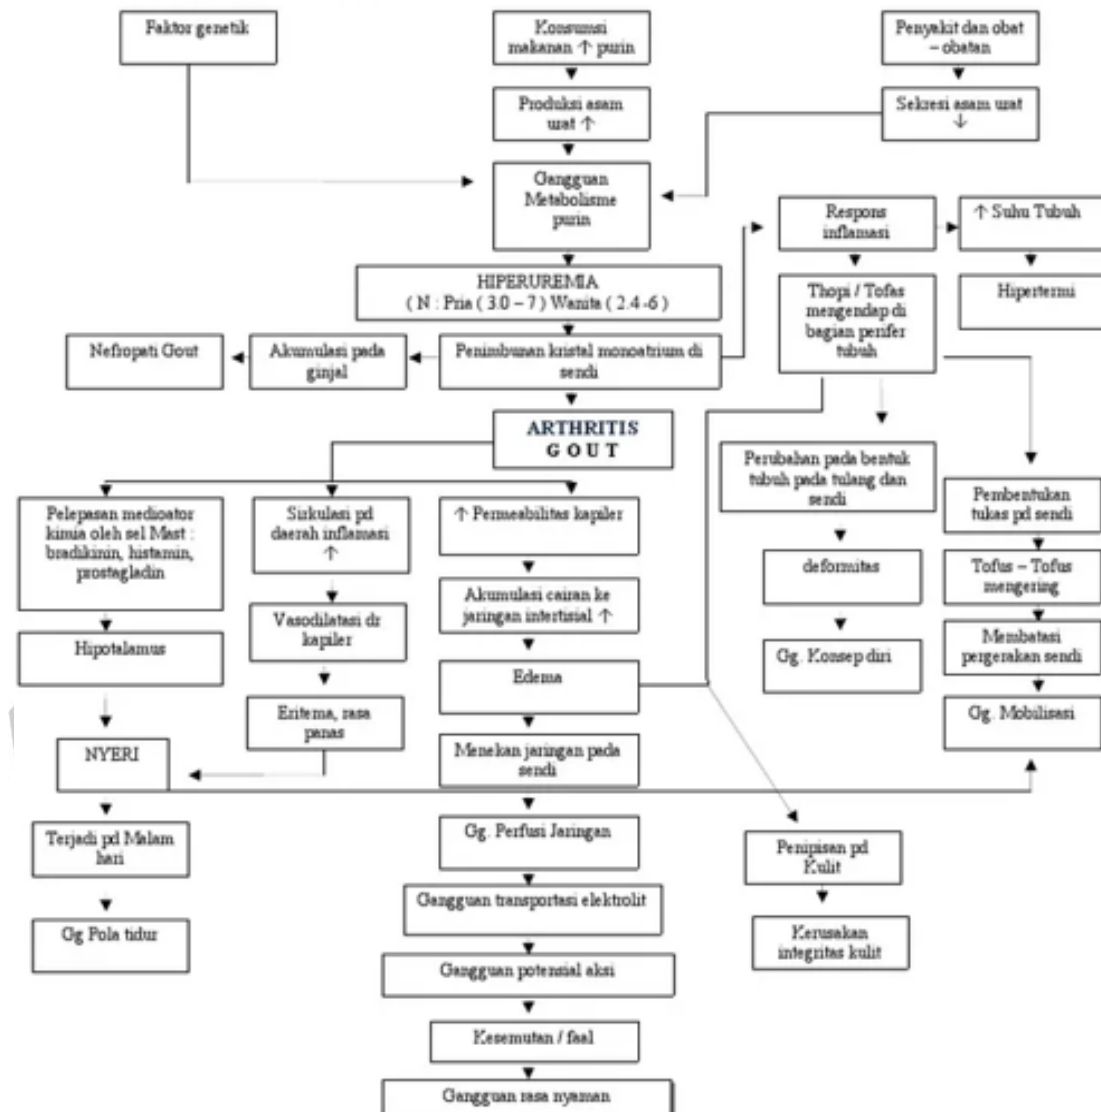 Faktor genetik
Konsumsi
makanan ↑ purin
Penyakit dan obat
– obatan
Produksi asam
urat ↑
Sekresi asam urat
↓
Gangguan
Metabolisme
purin
Respons
inflamasi
↑ Suhu Tubuh
HIPERUREMIA
( N : Pria ( 3.0 – 7 ) Wanita ( 2.4 -6 )
Thopi / Tofas
mengendap di
bagian perifer
tubuh
Hipertermi
Nefropati Gout
Akumulasi pada
ginjal
Penimbunan kristal monoatrium di
sendi
ARTHRITIS
G O U T
Perubahan pada bentuk
tubuh pada tulang dan
sendi
Pembentukan
tukas pd sendi
Pelepasan medioator
kimia oleh sel Mast :
bradikinin, histamin,
prostagladin
Sirkulasi pd
daerah inflamasi
↑
↑ Permeabilitas kapiler
deformitas
Tofus – Tofus
mengering
Akumulasi cairan ke
jaringan intertisial ↑
Vasodilatasi dr
kapiler
Hipotalamus
Membatasi
pergerakan sendi
Gg. Konsep diri
Edema
Eritema, rasa
panas
Gg. Mobilisasi
NYERI
Menekan jaringan pada
sendi
Terjadi pd Malam
hari
Gg. Perfusi Jaringan
Penipisan pd
Kulit
Gangguan transportasi elektrolit
Gg Pola tidur
Kerusakan
integritas kulit
Gangguan potensial aksi
Kesemutan / faal
Gangguan rasa nyaman